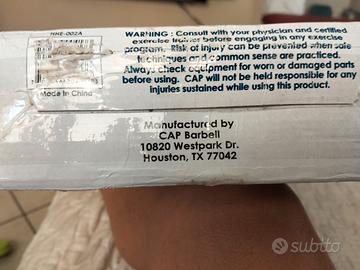 HHE-002A
Made in China
WARNING: Consult with your physician and certified
exercise trainer before engaging in any exercise
program. Risk of injury can be prevented when safe
techniques and common sense are practiced.
Always check equipment for worn or damaged parts
before using. CAP will not be held responsible for any
injuries sustained while using this product.
Manufactured by
CAP Barbell
10820 Westpark Dr.
Houston, TX 77042
subito